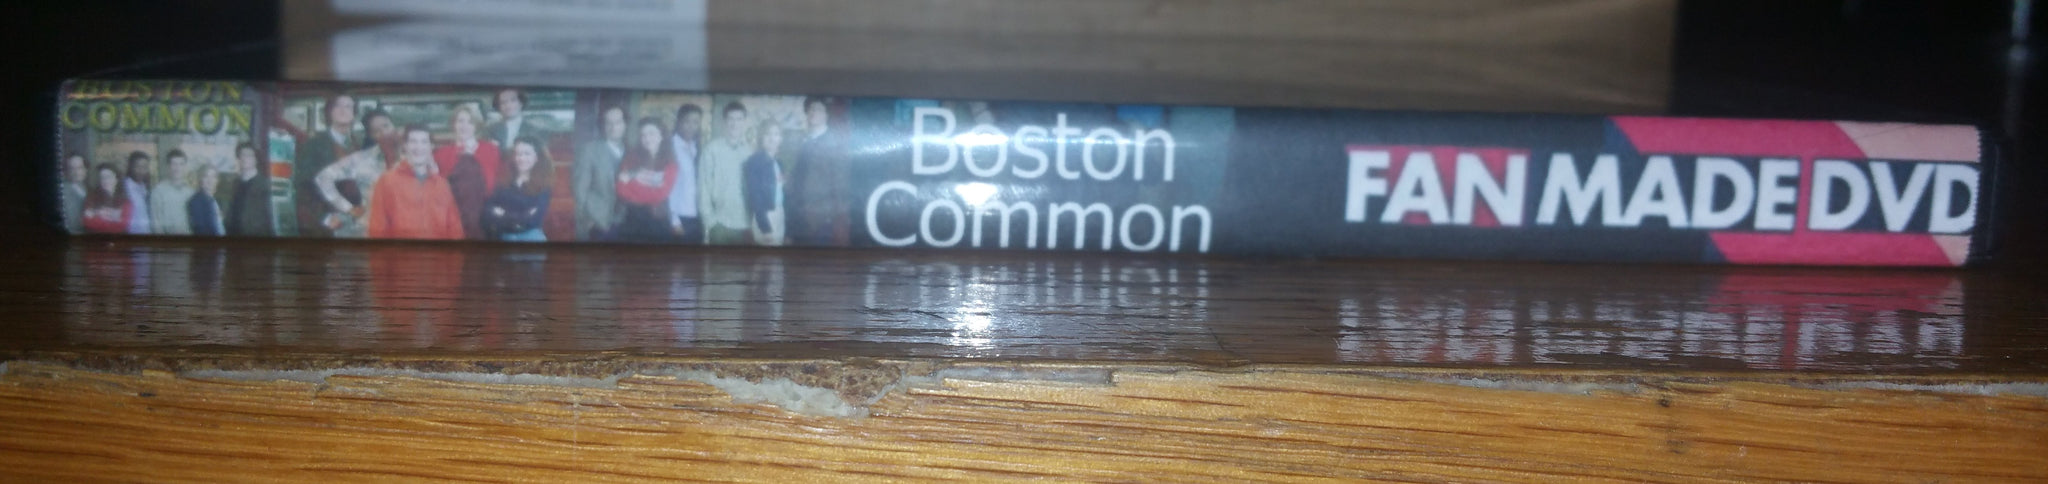 BOSTON
COMMON
Boston
Common
FAN MADE DVD